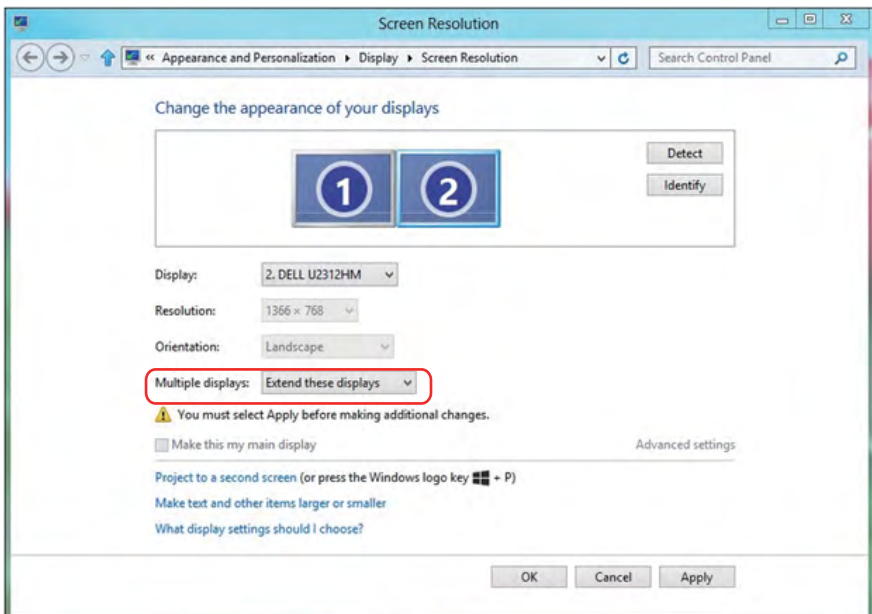 Screen Resolution
« Appearance and Personalization ▸ Display ▸ Screen Resolution
Search Control Panel
Change the appearance of your displays
1 2
Detect
Identify
Display: 2. DELL U2312HM
Resolution: 1366 × 768
Orientation: Landscape
Multiple displays: Extend these displays
You must select Apply before making additional changes.
Make this my main display Advanced settings
Project to a second screen (or press the Windows logo key + P)
Make text and other items larger or smaller
What display settings should I choose?
OK Cancel Apply